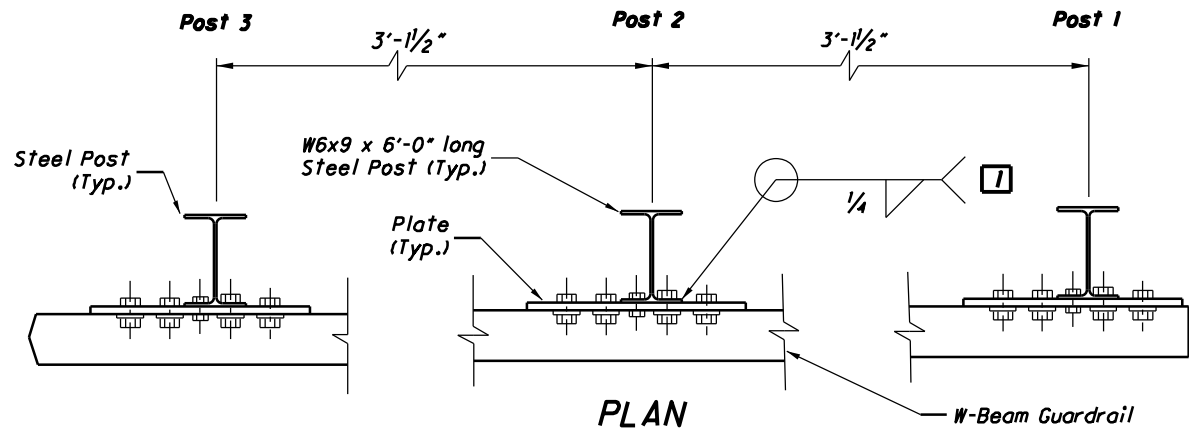 Post 3
Post 2
Post 1
3'-1½"
3'-1½"
Steel Post
(Typ.)
W6x9 x 6'-0" long
Steel Post (Typ.)
Plate
(Typ.)
¼
1
PLAN
W-Beam Guardrail